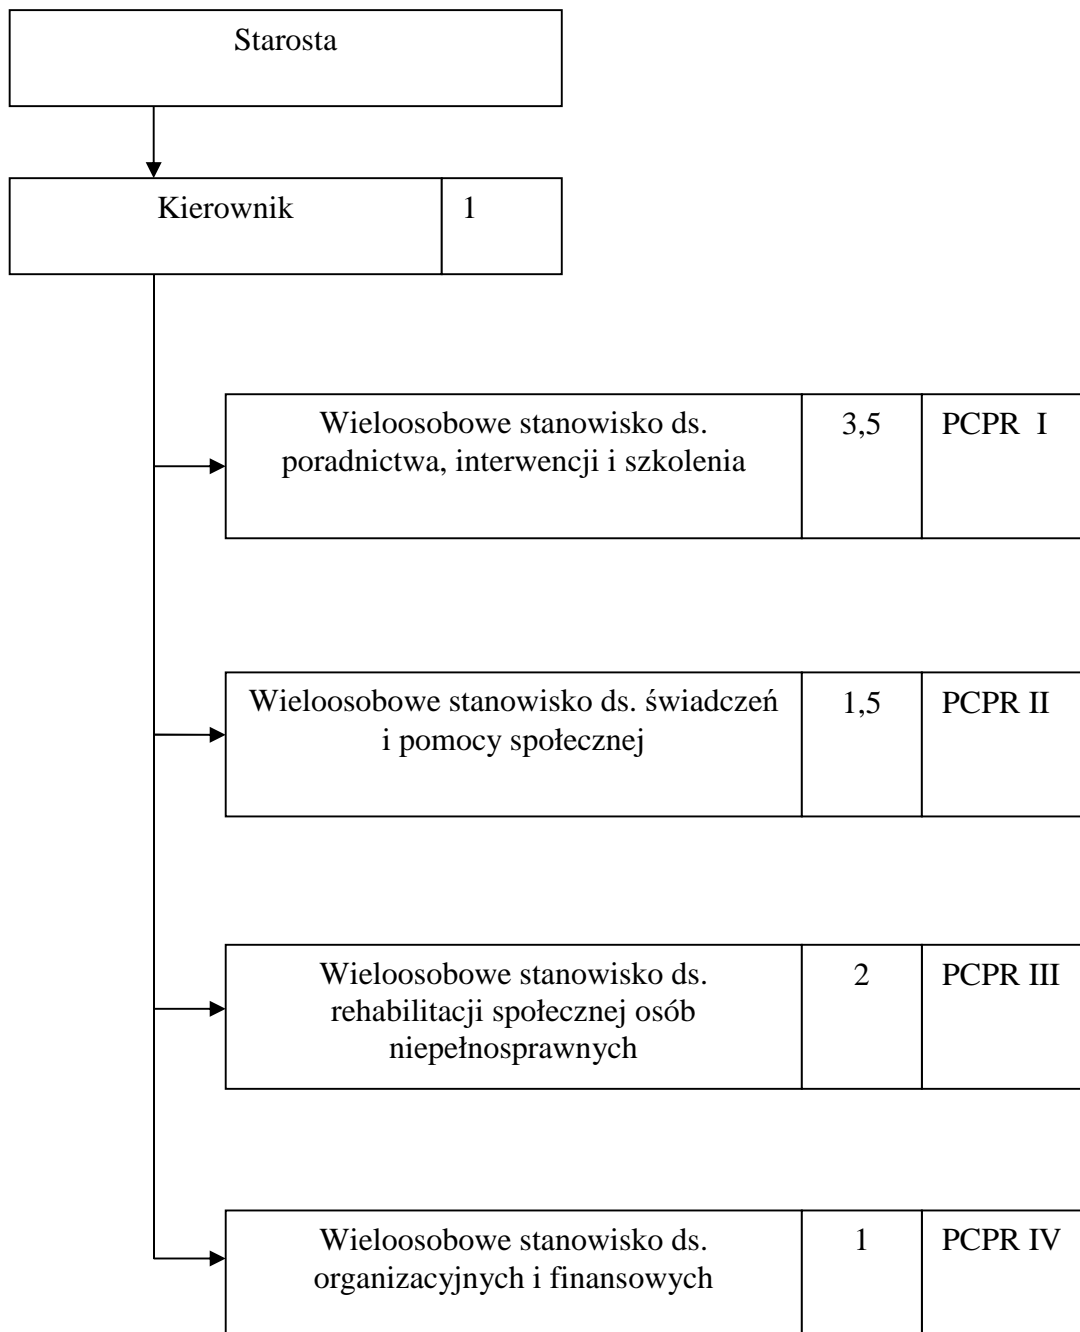 Starosta
Kierownik 1
Wieloosobowe stanowisko ds. 3,5 PCPR I
poradnictwa, interwencji i szkolenia
Wieloosobowe stanowisko ds. świadczeń 1,5 PCPR II
i pomocy społecznej
Wieloosobowe stanowisko ds. 2 PCPR III
rehabilitacji społecznej osób
niepełnosprawnych
Wieloosobowe stanowisko ds. 1 PCPR IV
organizacyjnych i finansowych